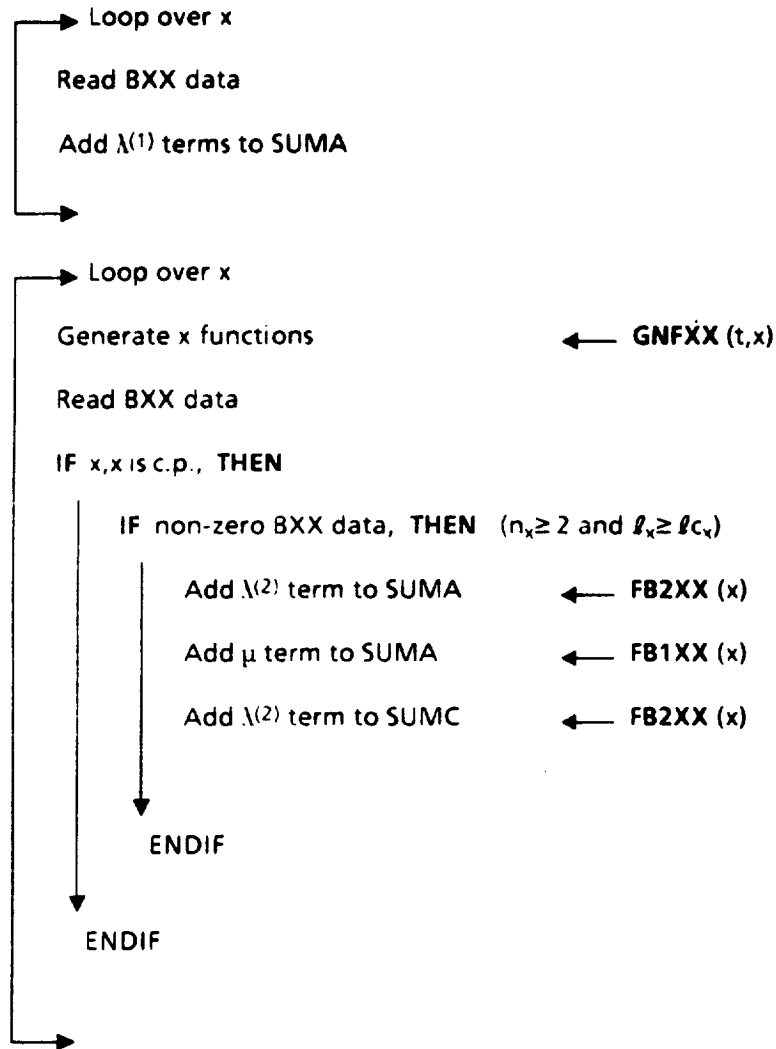 Loop over x
Read BXX data
Add λ(1) terms to SUMA
Loop over x
Generate x functions ← GNFXX (t,x)
Read BXX data
IF x,x is c.p., THEN
IF non-zero BXX data, THEN (nₓ ≥ 2 and ℓₓ ≥ ℓcₓ)
Add λ(2) term to SUMA ← FB2XX (x)
Add μ term to SUMA ← FB1XX (x)
Add λ(2) term to SUMC ← FB2XX (x)
ENDIF
ENDIF